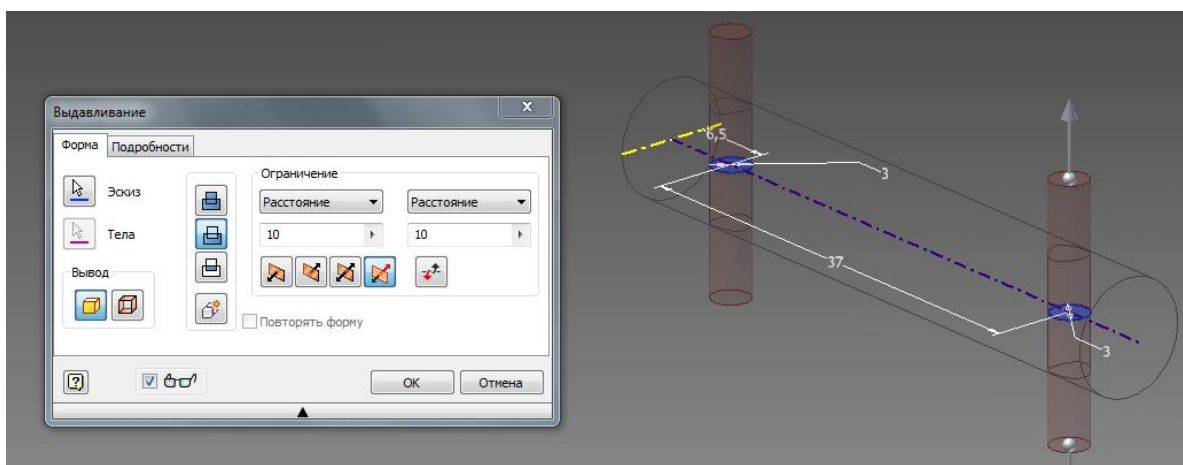 Выдавливание
Форма Подробности
Эскиз
Тела
Вывод
Ограничение
Расстояние Расстояние
10 10
Повторять форму
ОК Отмена
6,5
3
37
3